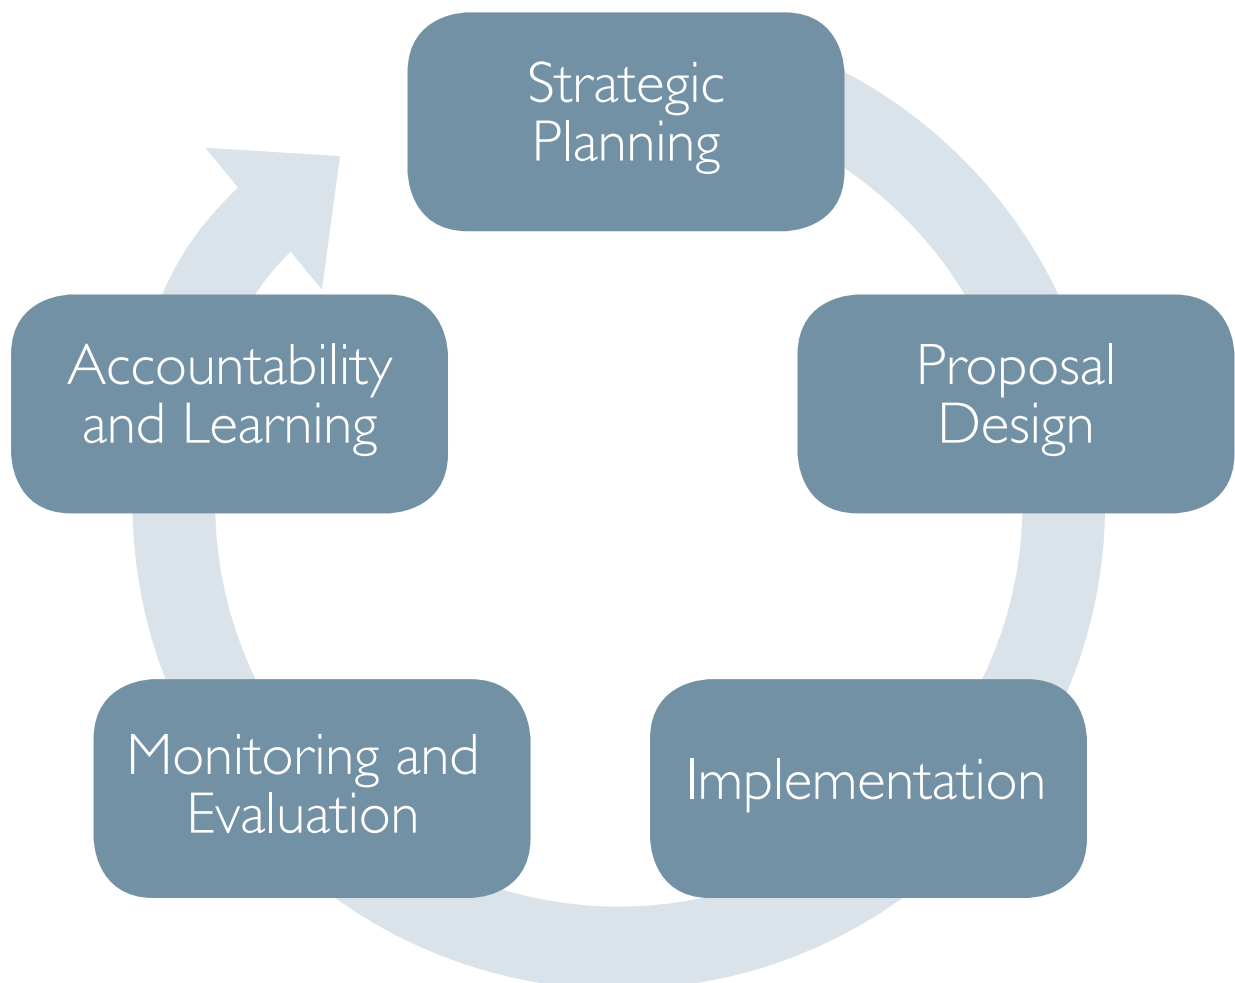 Strategic
Planning
Proposal
Design
Implementation
Monitoring and
Evaluation
Accountability
and Learning